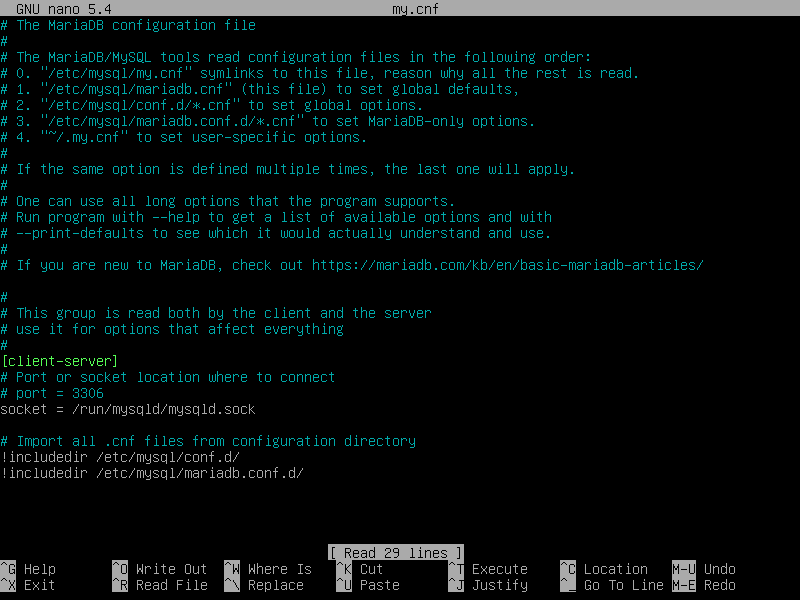 GNU nano 5.4 my.cnf
# The MariaDB configuration file
#
# The MariaDB/MySQL tools read configuration files in the following order:
# 0. "/etc/mysql/my.cnf" symlinks to this file, reason why all the rest is read.
# 1. "/etc/mysql/mariadb.cnf" (this file) to set global defaults,
# 2. "/etc/mysql/conf.d/*.cnf" to set global options.
# 3. "/etc/mysql/mariadb.conf.d/*.cnf" to set MariaDB-only options.
# 4. "~/.my.cnf" to set user-specific options.
#
# If the same option is defined multiple times, the last one will apply.
#
# One can use all long options that the program supports.
# Run program with --help to get a list of available options and with
# --print-defaults to see which it would actually understand and use.
#
# If you are new to MariaDB, check out https://mariadb.com/kb/en/basic-mariadb-articles/

#
# This group is read both by the client and the server
# use it for options that affect everything
#
[client-server]
# Port or socket location where to connect
# port = 3306
socket = /run/mysqld/mysqld.sock

# Import all .cnf files from configuration directory
!includedir /etc/mysql/conf.d/
!includedir /etc/mysql/mariadb.conf.d/

[ Read 29 lines ]
^G Help ^O Write Out ^W Where Is ^K Cut ^T Execute ^C Location M-U Undo
^X Exit ^R Read File ^\ Replace ^U Paste ^J Justify ^_ Go To Line M-E Redo